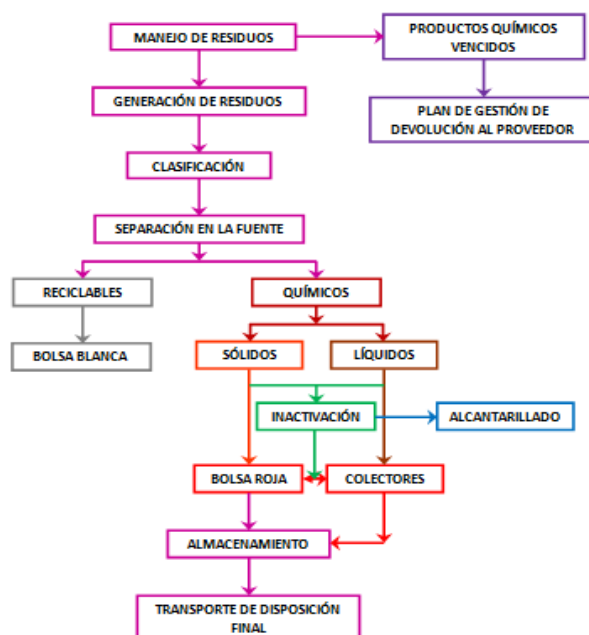 MANEJO DE RESIDUOS
PRODUCTOS QUÍMICOS
VENCIDOS
GENERACIÓN DE RESIDUOS
PLAN DE GESTIÓN DE
DEVOLUCIÓN AL PROVEEDOR
CLASIFICACIÓN
SEPARACIÓN EN LA FUENTE
RECICLABLES
QUÍMICOS
BOLSA BLANCA
SÓLIDOS
LÍQUIDOS
INACTIVACIÓN
ALCANTARILLADO
BOLSA ROJA
COLECTORES
ALMACENAMIENTO
TRANSPORTE DE DISPOSICIÓN
FINAL